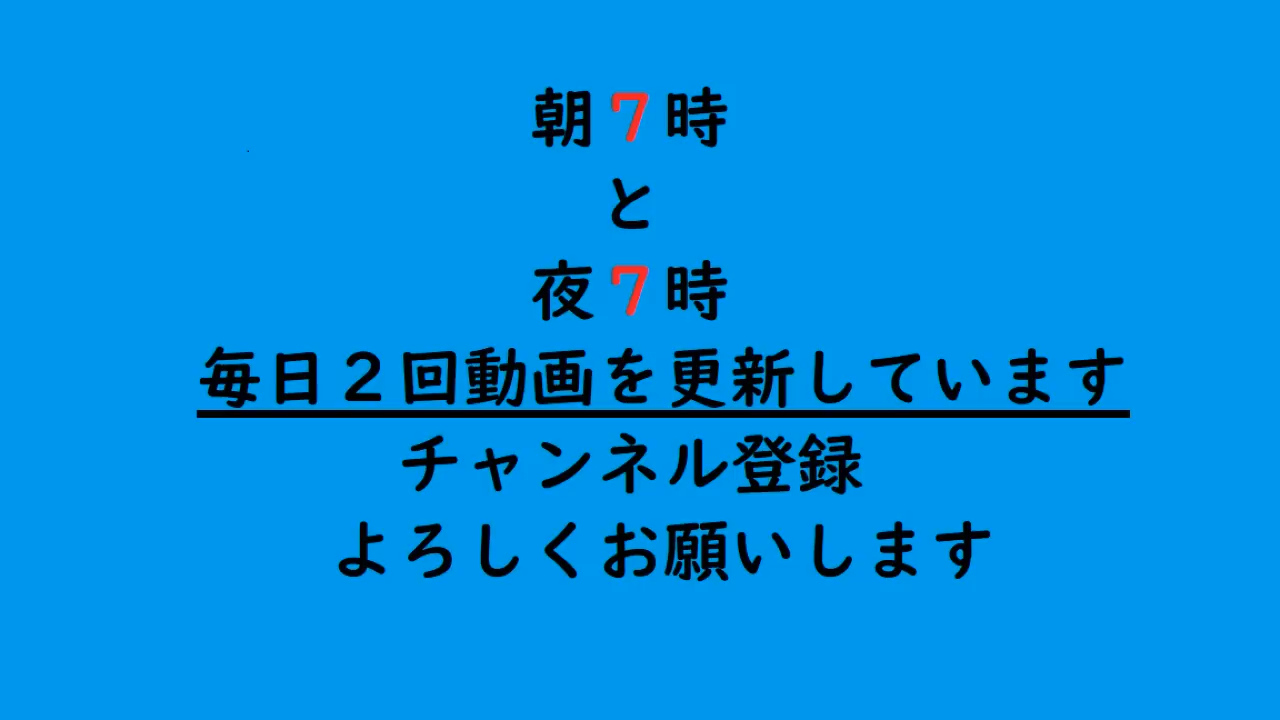 朝７時
と
夜７時
毎日２回動画を更新しています
チャンネル登録
よろしくお願いします